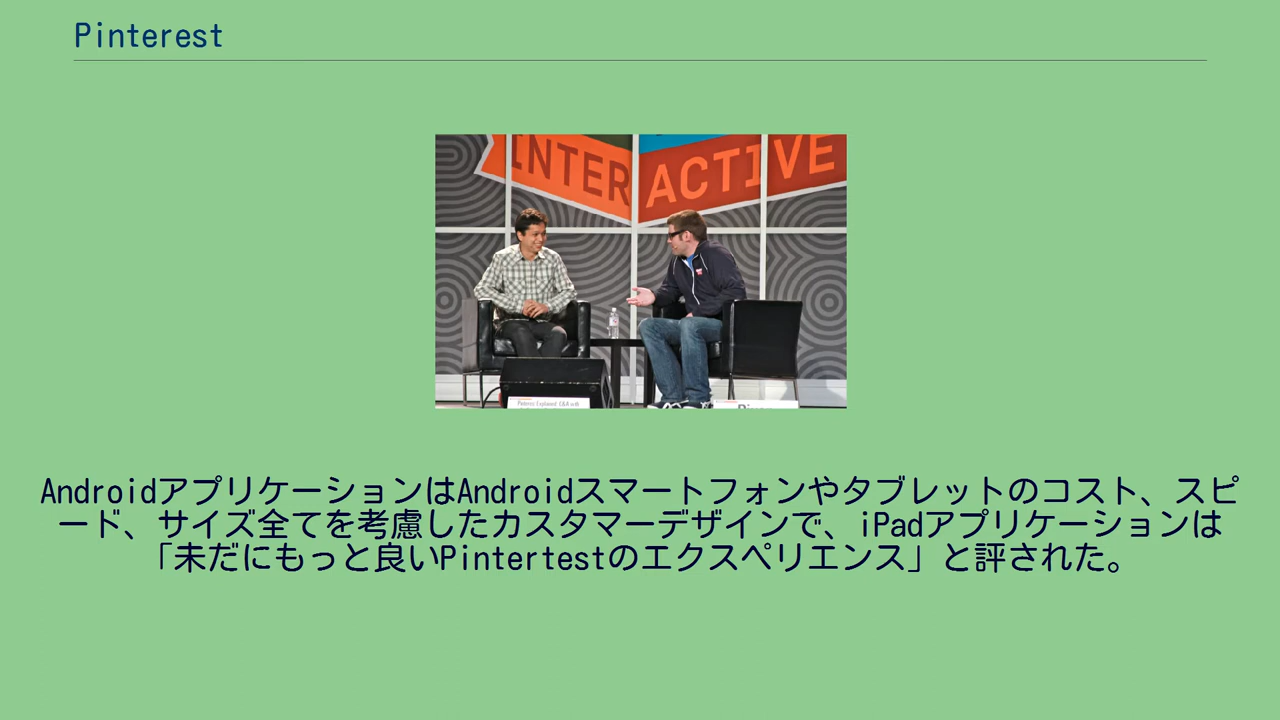 Pinterest
INTERACTIVE
Pinterest Explained: Q&A with
AndroidアプリケーションはAndroidスマートフォンやタブレットのコスト、スピ
ード、サイズ全てを考慮したカスタマーデザインで、iPadアプリケーションは
「未だにもっと良いPintertestのエクスペリエンス」と評された。